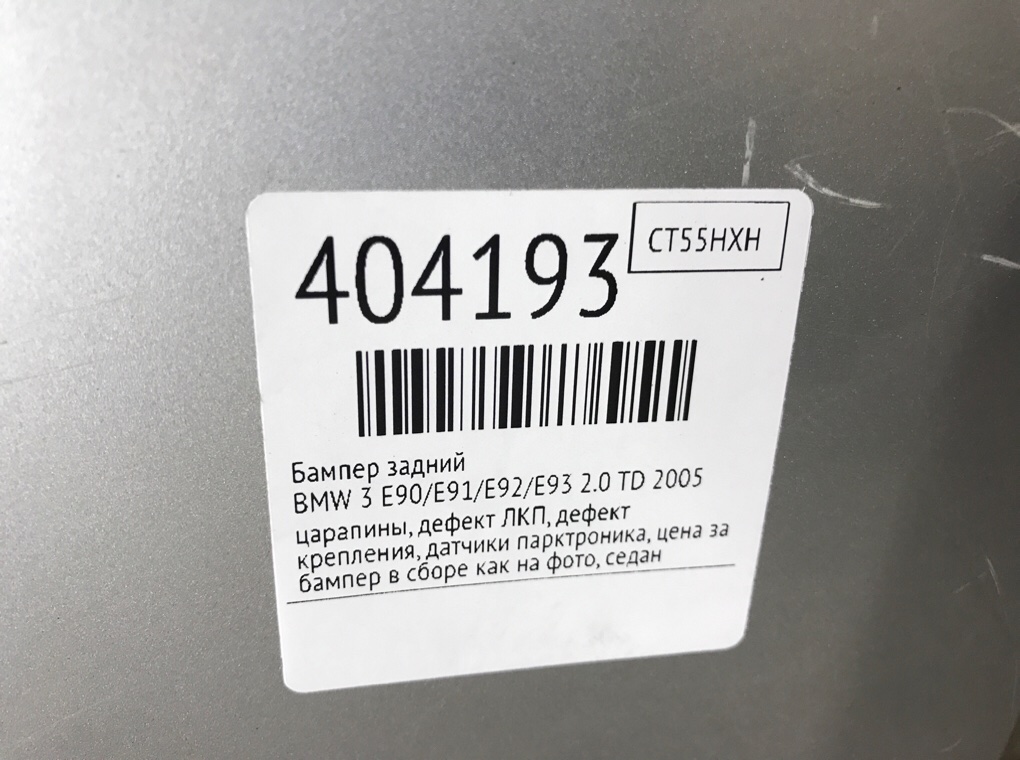 404193
CT55HXH
Бампер задний
BMW 3 E90/E91/E92/E93 2.0 TD 2005
царапины, дефект ЛКП, дефект
крепления, датчики парктроника, цена за
бампер в сборе как на фото, седан